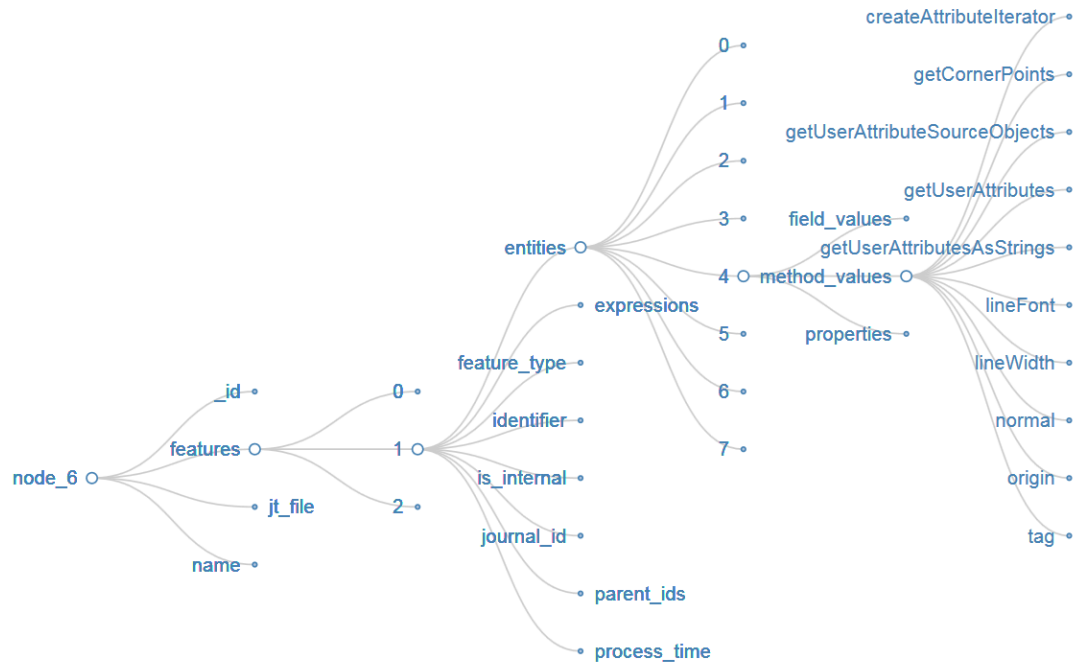 node_6
_id
features
jt_file
name
0
1
2
entities
expressions
feature_type
identifier
is_internal
journal_id
parent_ids
process_time
0
1
2
3
4
5
6
7
field_values
method_values
properties
createAttributeIterator
getCornerPoints
getUserAttributeSourceObjects
getUserAttributes
getUserAttributesAsStrings
lineFont
lineWidth
normal
origin
tag